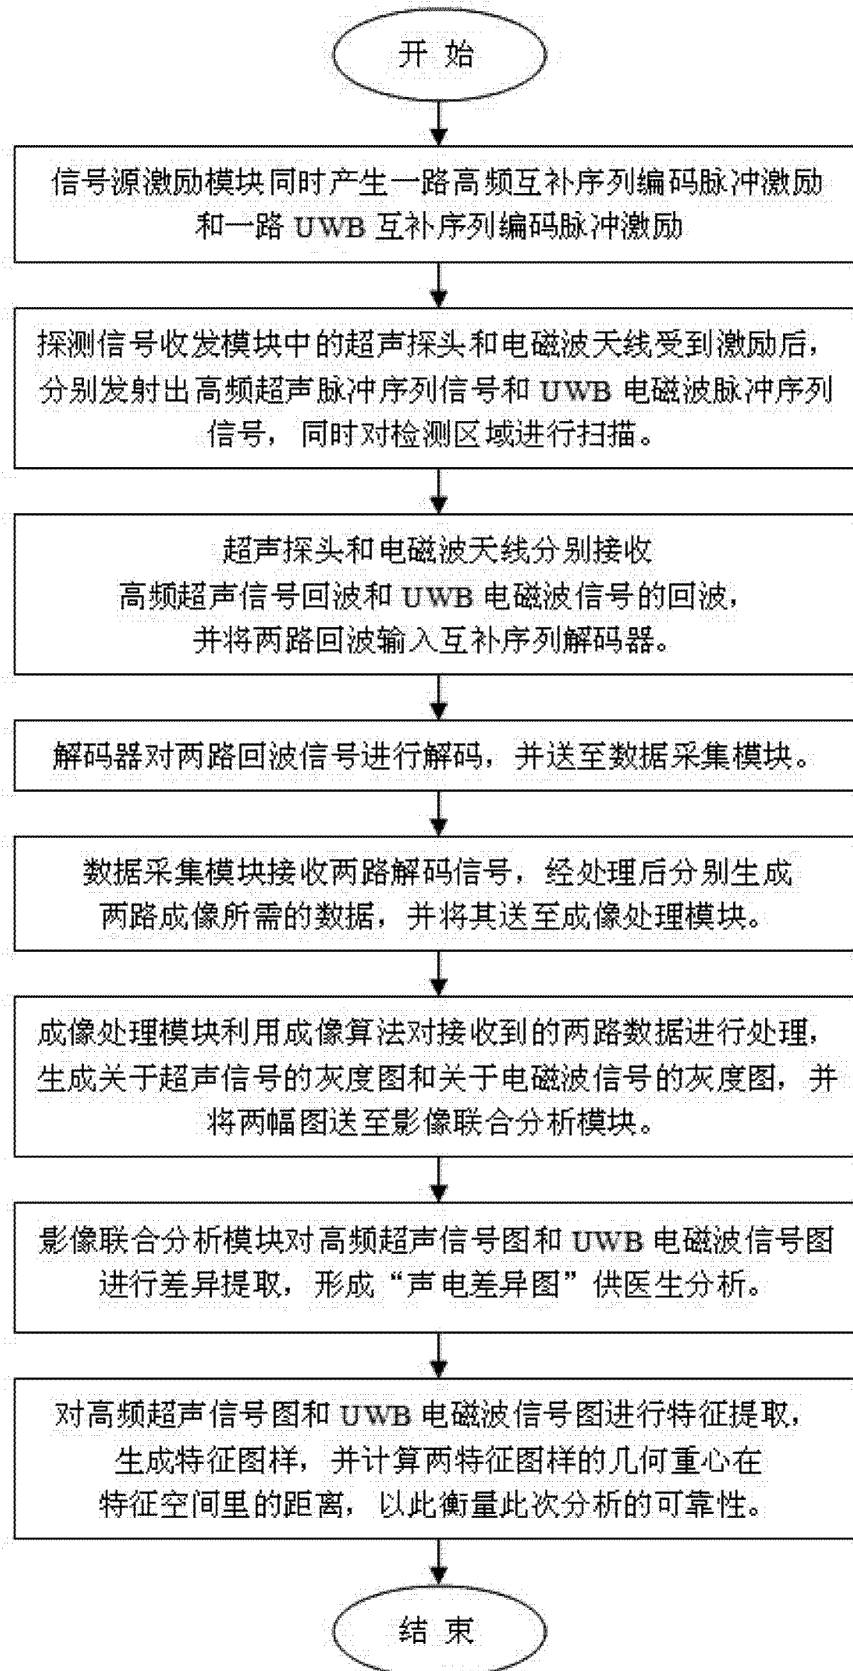 开 始
信号源激励模块同时产生一路高频互补序列编码脉冲激励
和一路 UWB 互补序列编码脉冲激励
探测信号收发模块中的超声探头和电磁波天线受到激励后，
分别发射出高频超声脉冲序列信号和 UWB 电磁波脉冲序列
信号，同时对检测区域进行扫描。
超声探头和电磁波天线分别接收
高频超声信号回波和 UWB 电磁波信号的回波，
并将两路回波输入互补序列解码器。
解码器对两路回波信号进行解码，并送至数据采集模块。
数据采集模块接收两路解码信号，经处理后分别生成
两路成像所需的数据，并将其送至成像处理模块。
成像处理模块利用成像算法对接收到的两路数据进行处理，
生成关于超声信号的灰度图和关于电磁波信号的灰度图，并
将两幅图送至影像联合分析模块。
影像联合分析模块对高频超声信号图和 UWB 电磁波信号图
进行差异提取，形成“声电差异图”供医生分析。
对高频超声信号图和 UWB 电磁波信号图进行特征提取，
生成特征图样，并计算两特征图样的几何重心在
特征空间里的距离，以此衡量此次分析的可靠性。
结 束